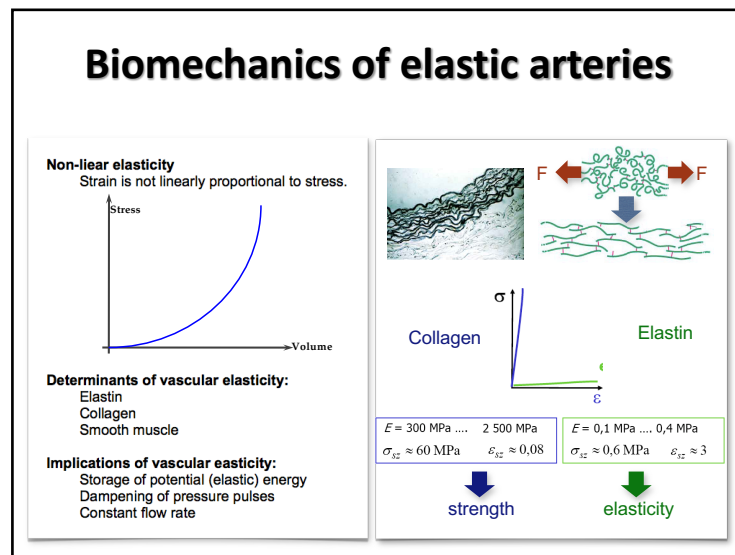 Biomechanics of elastic arteries
Non-liear elasticity
Strain is not linearly proportional to stress.
Stress
Volume
Determinants of vascular elasticity:
Elastin
Collagen
Smooth muscle
Implications of vascular easticity:
Storage of potential (elastic) energy
Dampening of pressure pulses
Constant flow rate
F F
σ
Collagen
Elastin
ε
E = 300 MPa .... 2 500 MPa
σsz ≈ 60 MPa εsz ≈ 0,08
E = 0,1 MPa .... 0,4 MPa
σsz ≈ 0,6 MPa εsz ≈ 3
strength
elasticity